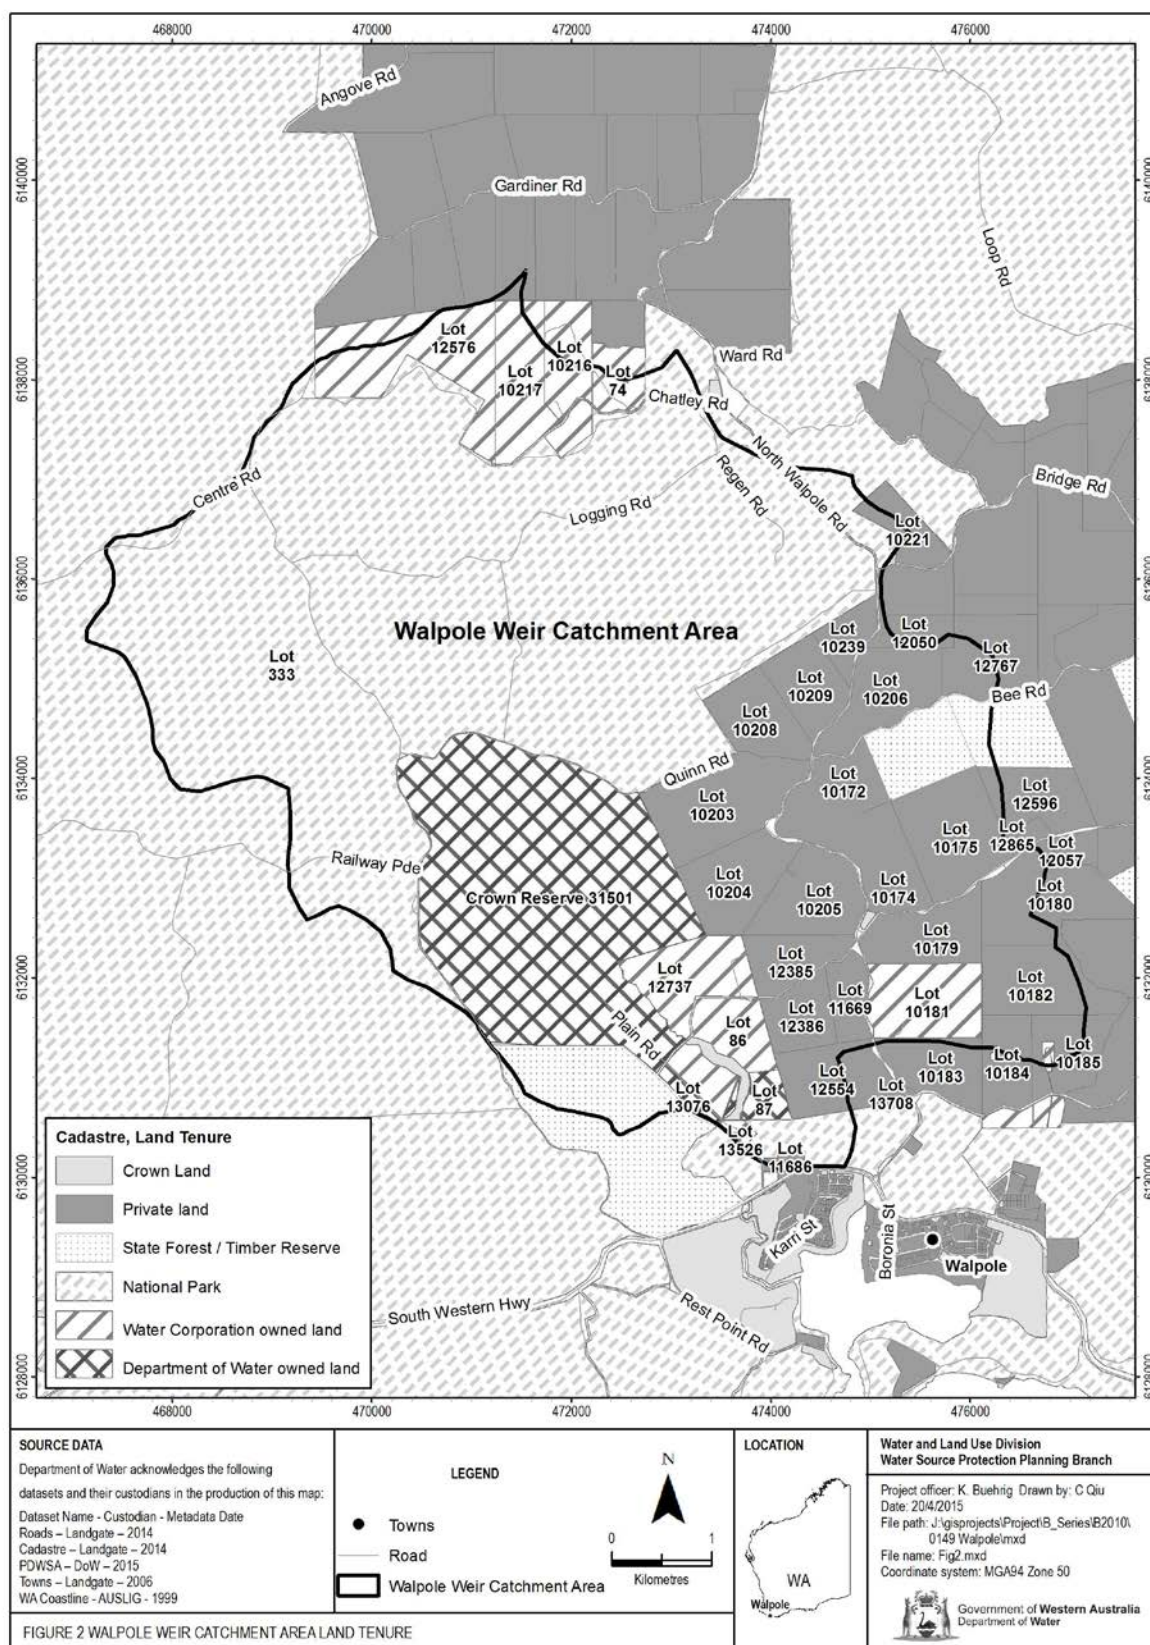 468000
470000
472000
474000
476000
Angove Rd
6140000
6140000
Gardiner Rd
Loop Rd
Lot
12576
Lot
10216
Lot
10217
Lot
74
Ward Rd
6138000
6138000
Chatley Rd
North Walpole Rd
Regen Rd
Bridge Rd
Centre Rd
Logging Rd
Lot
10221
6136000
6136000
Walpole Weir Catchment Area
Lot
10239
Lot
12050
Lot
333
Lot
12767
Lot
10209
Lot
10206
Bee Rd
Lot
10208
Quinn Rd
6134000
6134000
Lot
10172
Lot
12596
Lot
10203
Lot
10175
Lot
12865
Lot
12057
Railway Pde
Lot
10204
Lot
10174
Lot
10180
Crown Reserve 31501
Lot
10205
Lot
10179
Lot
12385
Lot
12737
6132000
6132000
Lot
10182
Lot
11669
Lot
10181
Lot
12386
Plain Rd
Lot
86
Lot
10185
Lot
10184
Lot
10183
Lot
12554
Lot
13708
Lot
13076
Lot
87
Lot
13526
Lot
11686
6130000
6130000
Karri St
Boronia St
Walpole
South Western Hwy
Rest Point Rd
6128000
6128000
Cadastre, Land Tenure
Crown Land
Private land
State Forest / Timber Reserve
National Park
Water Corporation owned land
Department of Water owned land
468000
470000
472000
474000
476000
SOURCE DATA
Department of Water acknowledges the following
datasets and their custodians in the production of this map:
Dataset Name - Custodian - Metadata Date
Roads – Landgate – 2014
Cadastre – Landgate – 2014
PDWSA – DoW – 2015
Towns – Landgate – 2006
WA Coastline - AUSLIG - 1999
LEGEND
Towns
Road
Walpole Weir Catchment Area
N
0 1
Kilometres
LOCATION
WA
Walpole
Water and Land Use Division
Water Source Protection Planning Branch
Project officer: K. Buehrig Drawn by: C Qiu
Date: 20/4/2015
File path: J:\gisprojects\Project\B_Series\B2010\
0149 Walpole\mxd
File name: Fig2.mxd
Coordinate system: MGA94 Zone 50
Government of Western Australia
Department of Water
FIGURE 2 WALPOLE WEIR CATCHMENT AREA LAND TENURE